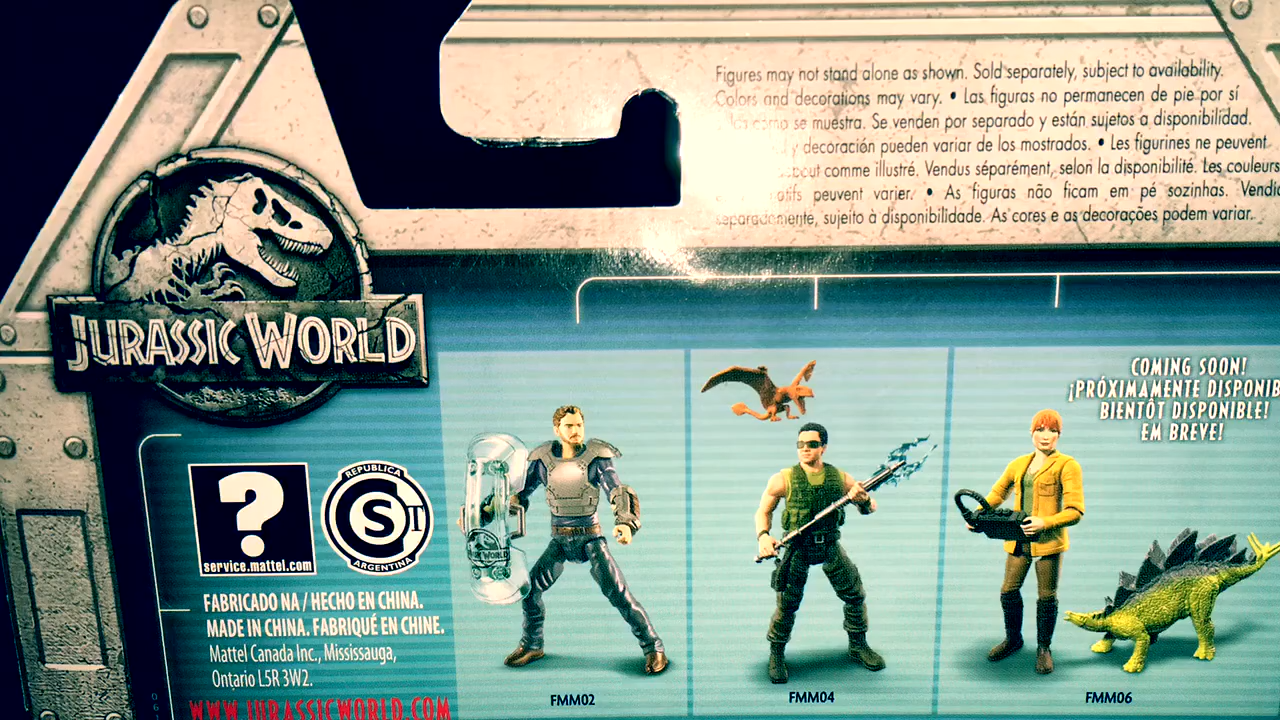 Figures may not stand alone as shown. Sold separately, subject to availability.
Colors and decorations may vary. • Las figuras no permanecen de pie por sí
como se muestra. Se venden por separado y están sujetos a disponibilidad.
y decoración pueden variar de los mostrados. • Les figurines ne peuvent
comme illustré. Vendus séparément, selon la disponibilité. Les couleurs
peuvent varier. • As figuras não ficam em pé sozinhas.
separadamente, sujeito à disponibilidade. As cores e as decorações podem variar.
JURASSIC WORLD™
COMING SOON!
¡PRÓXIMAMENTE DISPONIB
BIENTÔT DISPONIBLE!
EM BREVE!
?
service.mattel.com
REPUBLICA
CSII
ARGENTINA
JURASSIC WORLD
FABRICADO NA / HECHO EN CHINA.
MADE IN CHINA. FABRIQUÉ EN CHINE.
Mattel Canada Inc., Mississauga,
Ontario L5R 3W2.
WWW.JURASSICWORLD.COM
FMM02
FMM04
FMM06